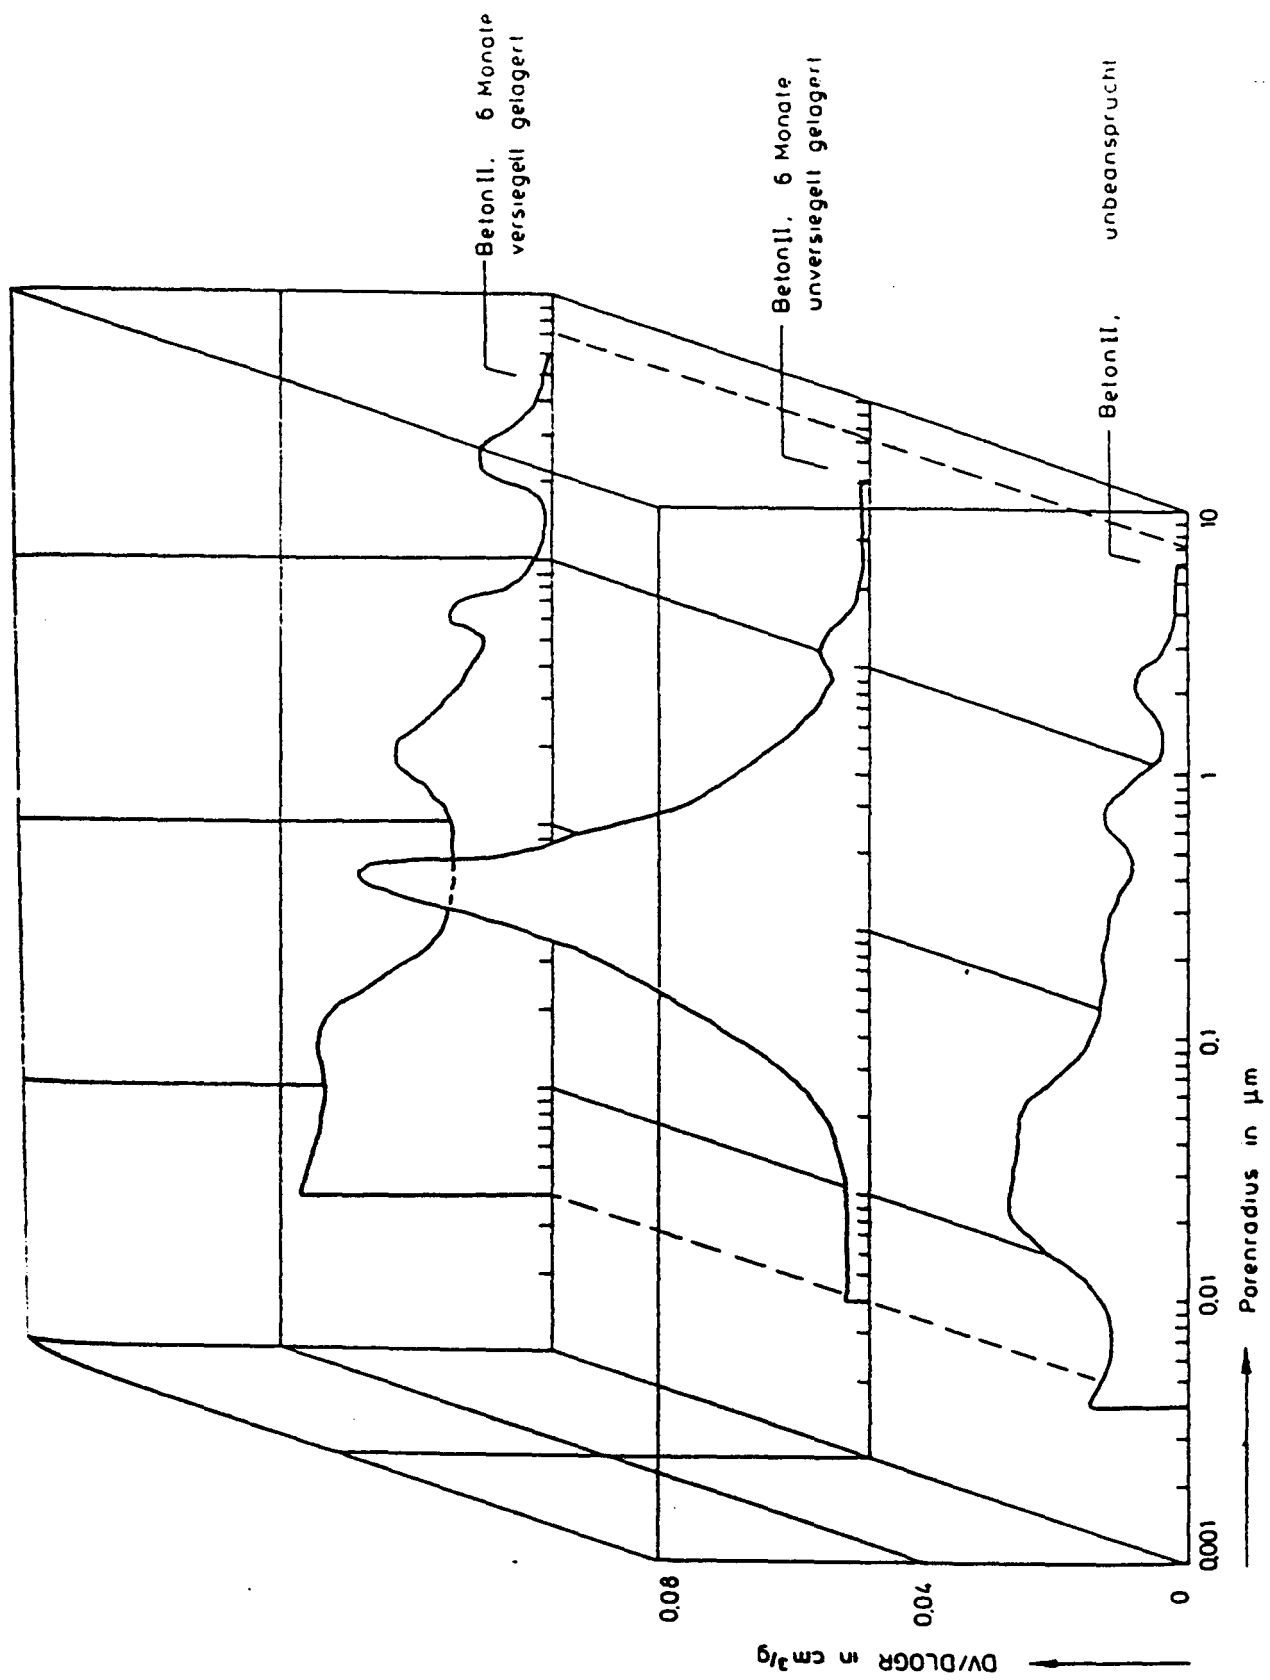 Beton II, 6 Monate
versiegelt gelagert
Beton II, 6 Monate
unversiegelt gelagert
Beton II, unbeansprucht
DV/DLOGR in cm³/g
0,08
0,04
0
0,001
0,01
0,1
1
10
Porenradius in µm